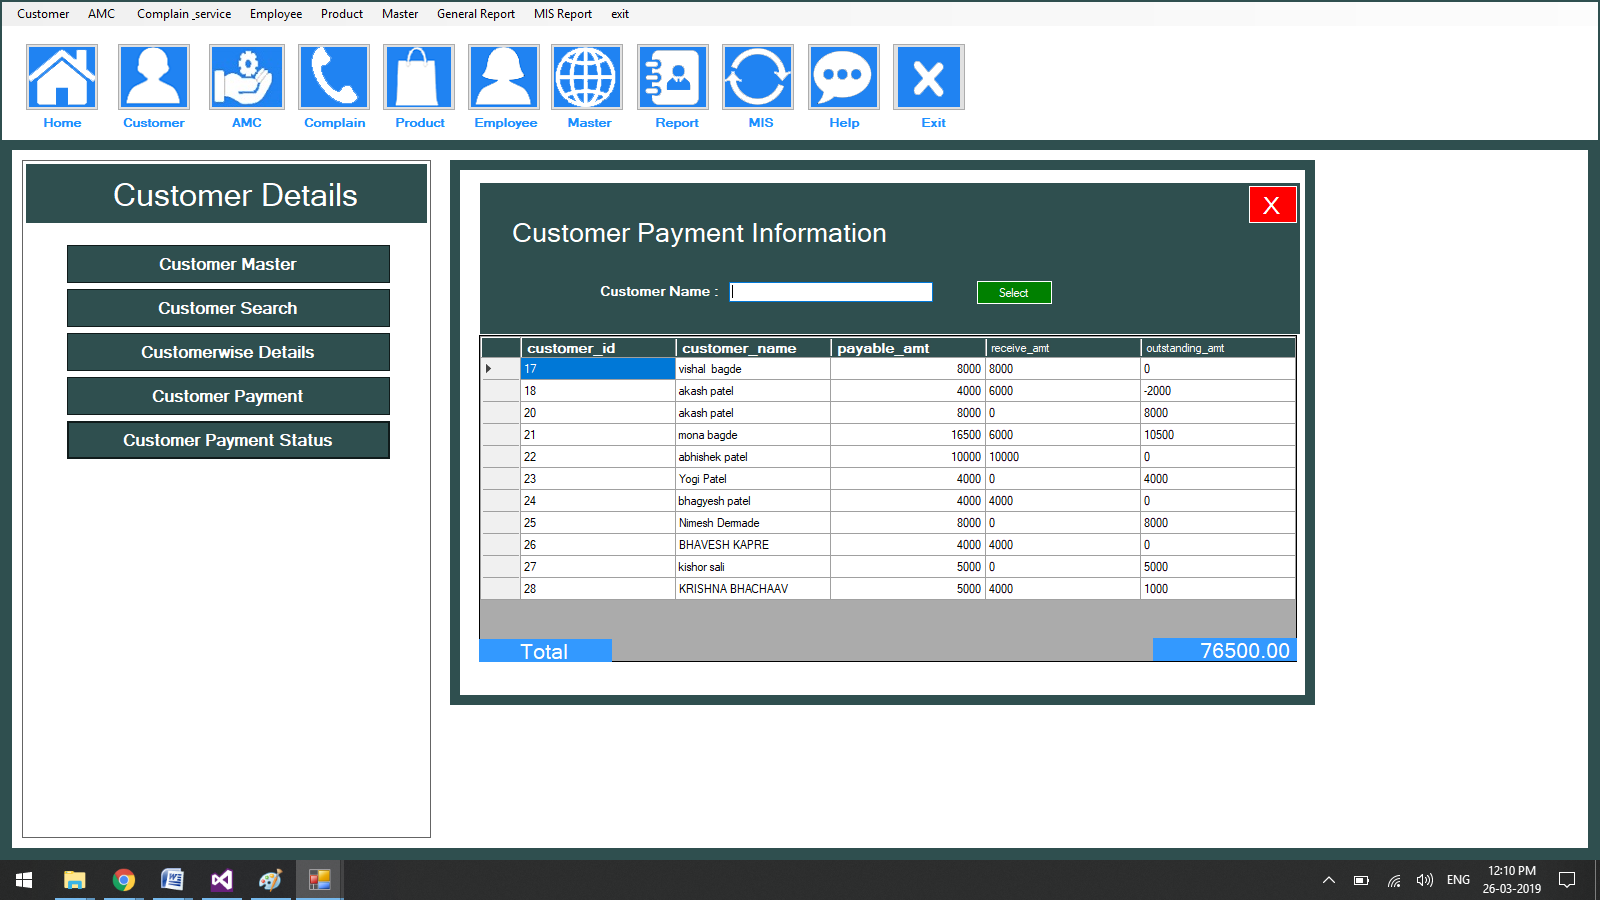 Customer AMC Complain _service Employee Product Master General Report MIS Report exit
Home Customer AMC Complain Product Employee Master Report MIS Help Exit
Customer Details
Customer Master
Customer Search
Customerwise Details
Customer Payment
Customer Payment Status
X
Customer Payment Information
Customer Name :
Select
customer_id customer_name payable_amt receive_amt outstanding_amt
17 vishal bagde 8000 8000 0
18 akash patel 4000 6000 -2000
20 akash patel 8000 0 8000
21 mona bagde 16500 6000 10500
22 abhishek patel 10000 10000 0
23 Yogi Patel 4000 0 4000
24 bhagyesh patel 4000 4000 0
25 Nimesh Dermade 8000 0 8000
26 BHAVESH KAPRE 4000 4000 0
27 kishor sali 5000 0 5000
28 KRISHNA BHACHAAV 5000 4000 1000
Total 76500.00
ENG
12:10 PM
26-03-2019